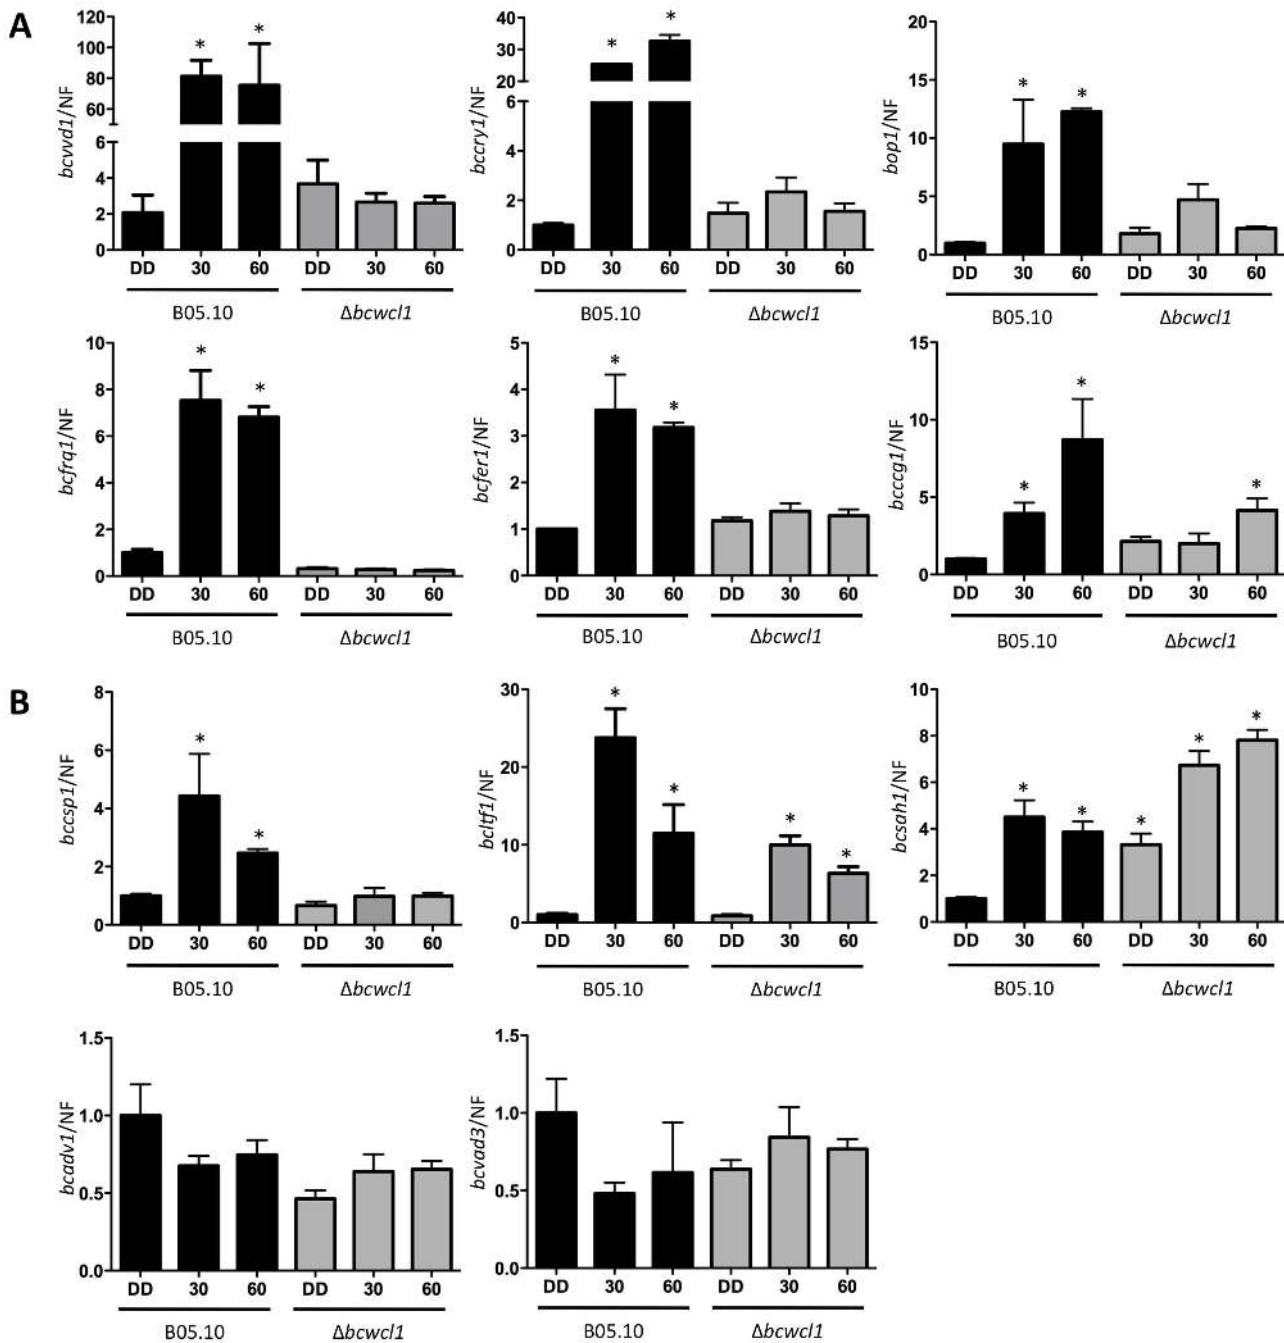 A
bcvvd1/NF
120
100
80
60
6
4
2
0
* *
DD 30 60 DD 30 60
B05.10 Δbcwcl1
bccry1/NF
40
30
20
6
4
2
0
* *
DD 30 60 DD 30 60
B05.10 Δbcwcl1
bop1/NF
20
15
10
5
0
* *
DD 30 60 DD 30 60
B05.10 Δbcwcl1
bcfrq1/NF
10
8
6
4
2
0
* *
DD 30 60 DD 30 60
B05.10 Δbcwcl1
bcfer1/NF
5
4
3
2
1
0
* *
DD 30 60 DD 30 60
B05.10 Δbcwcl1
bcccg1/NF
15
10
5
0
* * *
DD 30 60 DD 30 60
B05.10 Δbcwcl1
B
bccsp1/NF
8
6
4
2
0
* *
DD 30 60 DD 30 60
B05.10 Δbcwcl1
bcltf1/NF
30
20
10
0
* * * *
DD 30 60 DD 30 60
B05.10 Δbcwcl1
bcsah1/NF
10
8
6
4
2
0
* * * * *
DD 30 60 DD 30 60
B05.10 Δbcwcl1
bcadv1/NF
1.5
1.0
0.5
0.0
DD 30 60 DD 30 60
B05.10 Δbcwcl1
bcvad3/NF
1.5
1.0
0.5
0.0
DD 30 60 DD 30 60
B05.10 Δbcwcl1